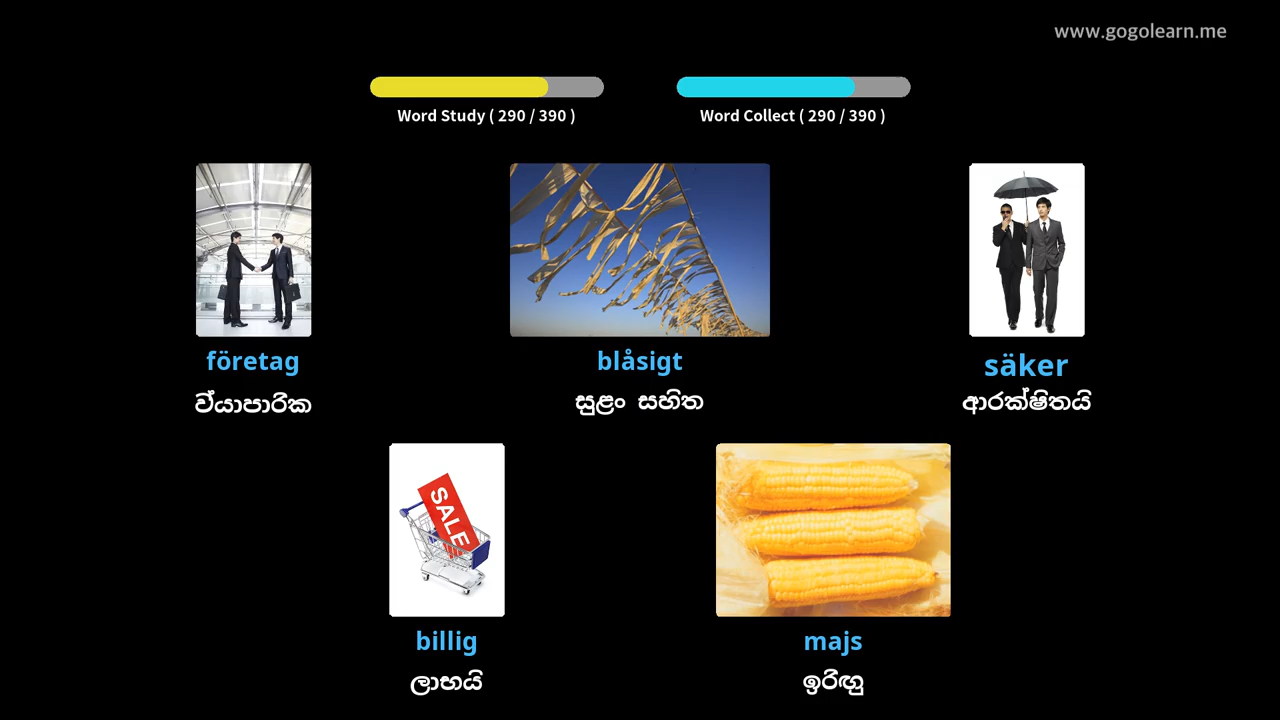 www.gogolearn.me
Word Study ( 290 / 390 )
Word Collect ( 290 / 390 )
företag
ව්යාපාරික
blåsigt
සුළං සහිත
säker
ආරක්ෂිතයි
SALE
billig
ලාභයි
majs
ඉරිඟු